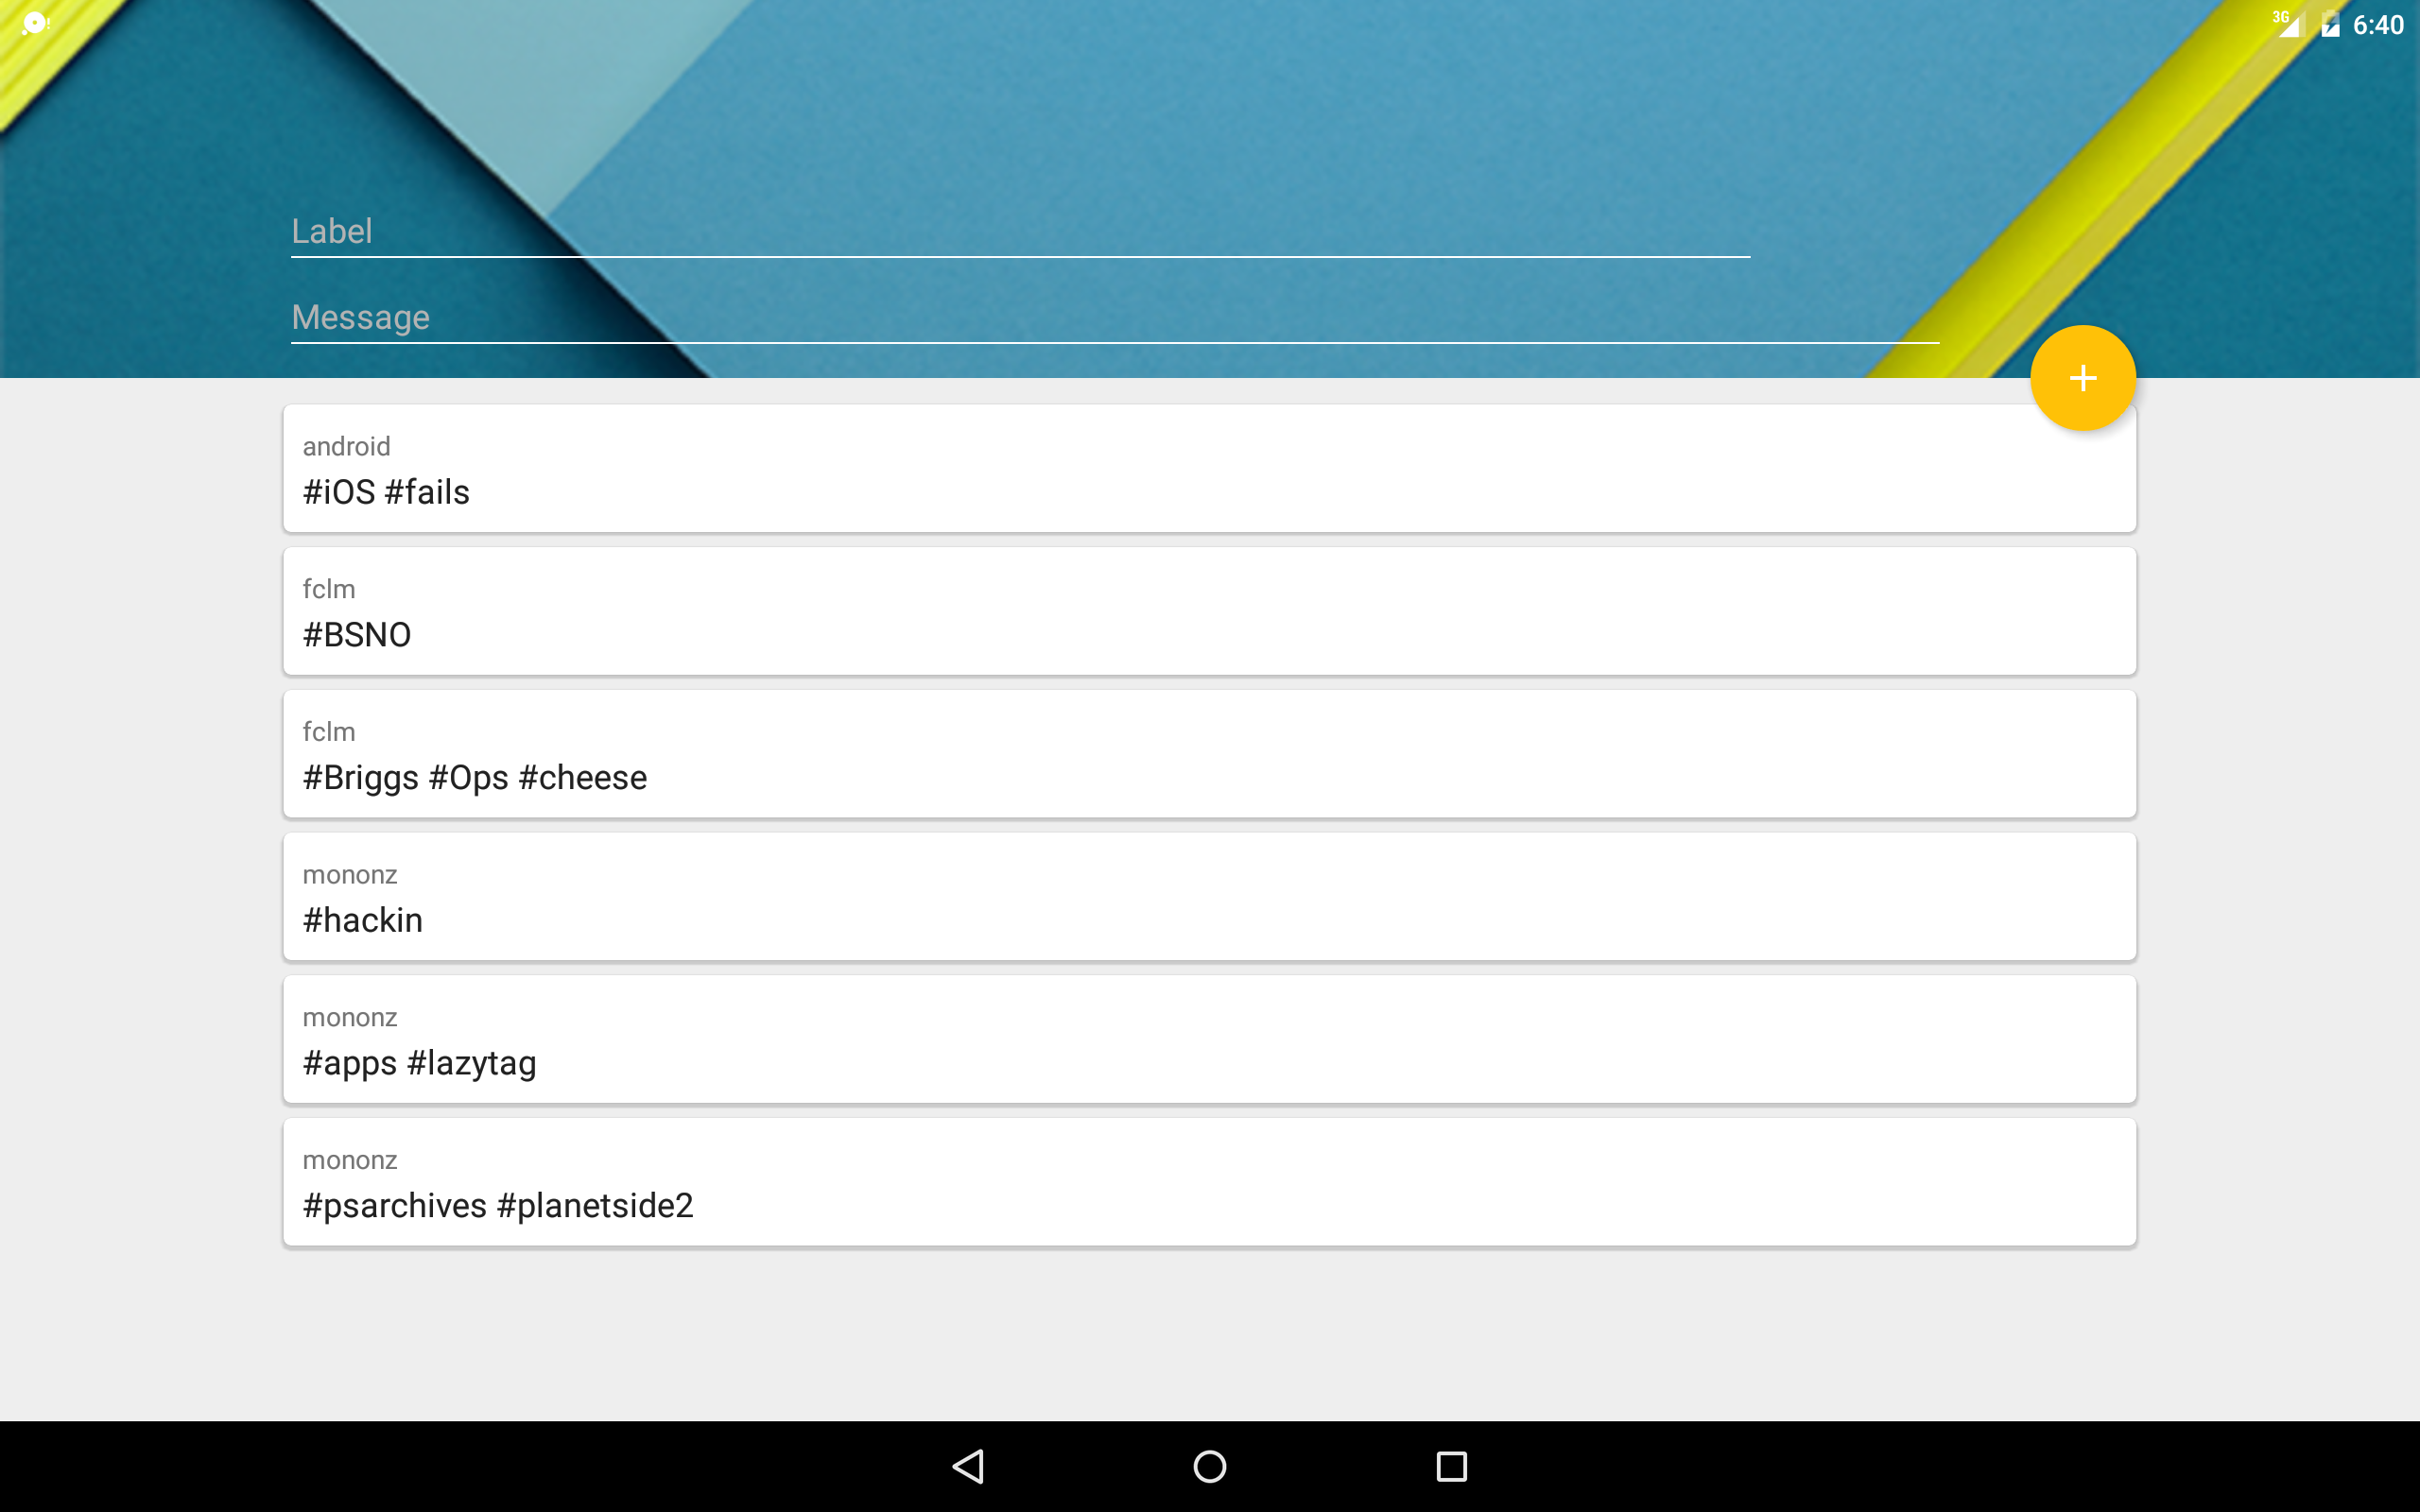 3G 6:40
Label
Message
+
android
#iOS #fails
fclm
#BSNO
fclm
#Briggs #Ops #cheese
mononz
#hackin
mononz
#apps #lazytag
mononz
#psarchives #planetside2